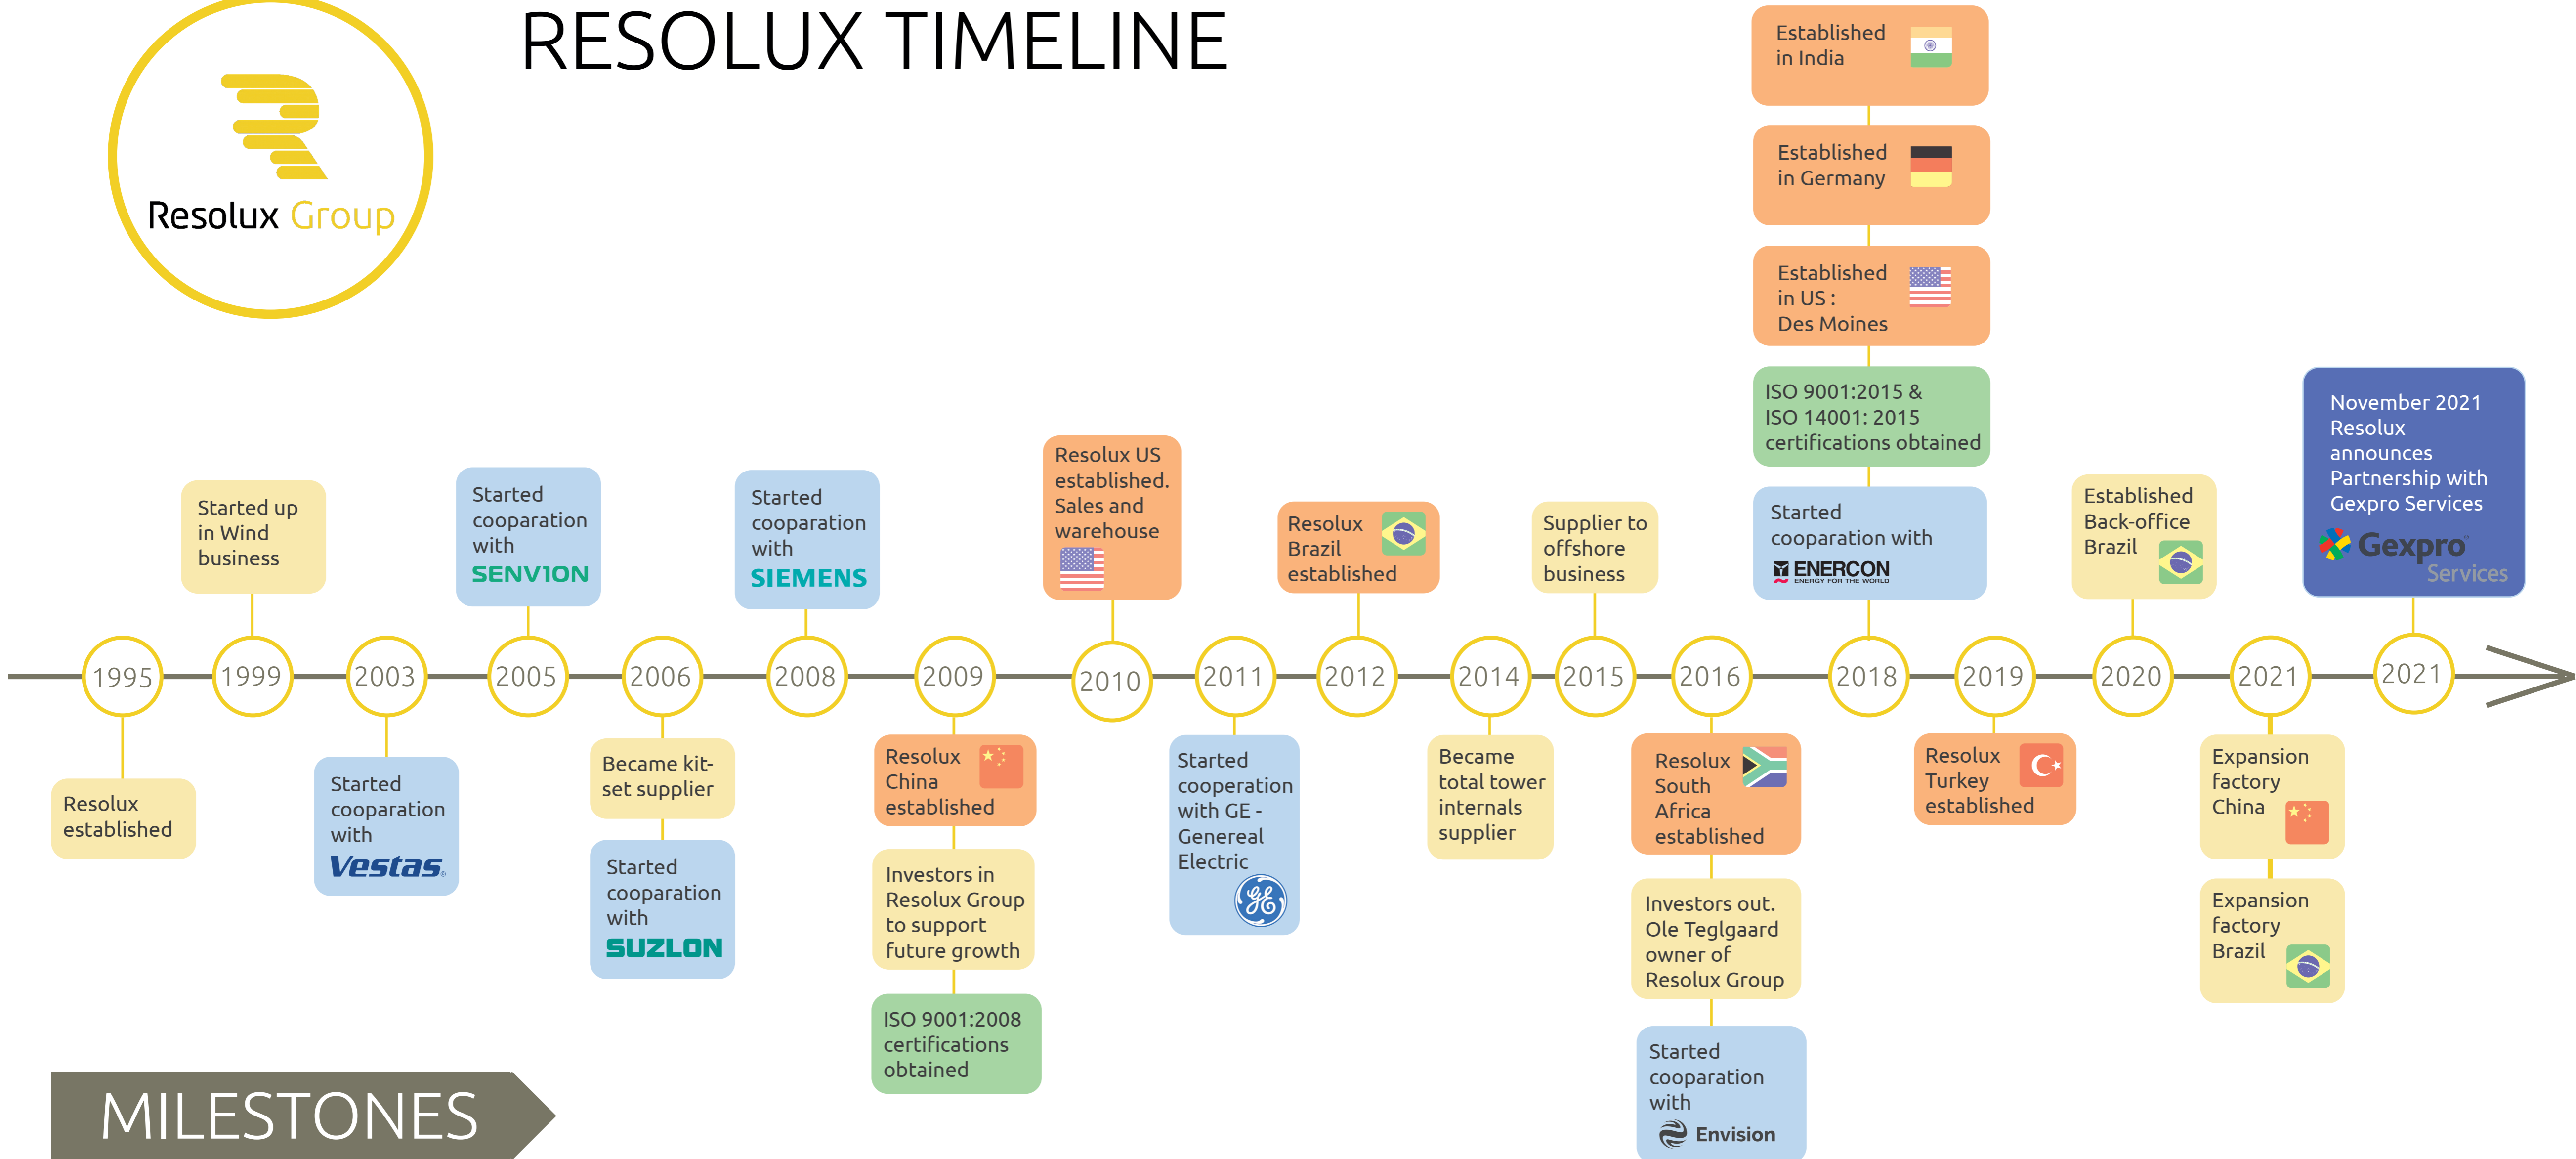 RESOLUX TIMELINE
Resolux Group
Resolux
established
1995
Started up
in Wind
business
1999
2003
Started
cooparation
with
Vestas®
Started
cooparation
with
SENVION
2005
2006
Became kit-
set supplier
Started
cooparation
with
SUZLON
Started
cooparation
with
SIEMENS
2008
2009
Resolux
China
established
Investors in
Resolux Group
to support
future growth
ISO 9001:2008
certifications
obtained
Resolux US
established.
Sales and
warehouse
2010
2011
Started
cooperation
with GE -
Genereal
Electric
GE
Resolux
Brazil
established
2012
2014
Became
total tower
internals
supplier
Supplier to
offshore
business
2015
2016
Resolux
South
Africa
established
Investors out.
Ole Teglgaard
owner of
Resolux Group
Started
cooparation
with
Envision
Established
in India
Established
in Germany
Established
in US :
Des Moines
ISO 9001:2015 &
ISO 14001: 2015
certifications obtained
Started
cooparation with
ENERCON
ENERGY FOR THE WORLD
2018
2019
Resolux
Turkey
established
Established
Back-office
Brazil
2020
2021
Expansion
factory
China
Expansion
factory
Brazil
November 2021
Resolux
announces
Partnership with
Gexpro Services
Gexpro
Services
2021
MILESTONES